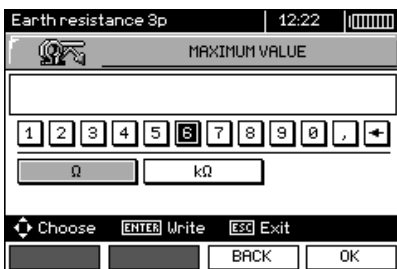 Earth resistance 3p 12:22
MAXIMUM VALUE
1 2 3 4 5 6 7 8 9 0 , ←
Ω kΩ
Choose ENTER Write ESC Exit
BACK OK